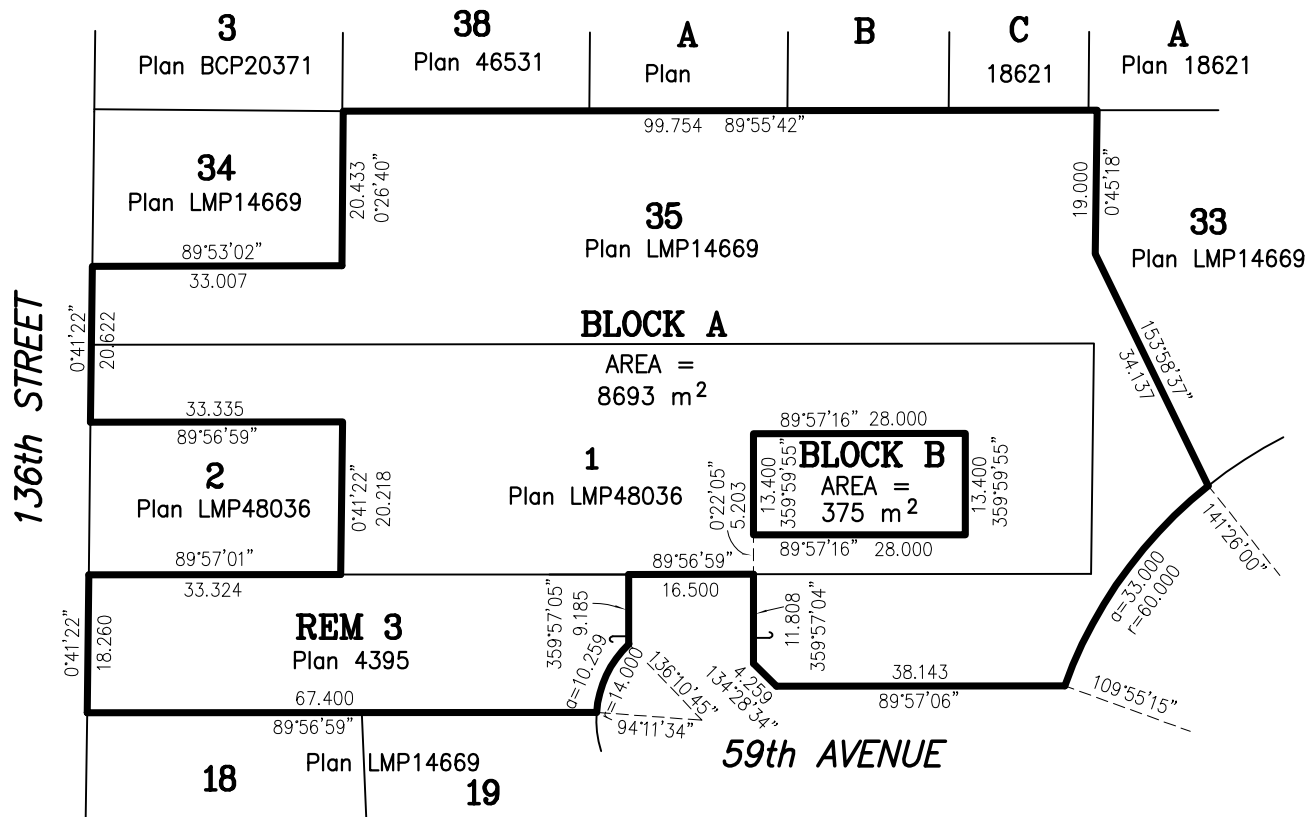 3
Plan BCP20371
38
Plan 46531
A
Plan
B
C
18621
A
Plan 18621
99.754 89°55'42"
34
Plan LMP14669
20.433
0°26'40"
35
Plan LMP14669
19.000
0°45'18"
33
Plan LMP14669
89°53'02"
33.007
136th STREET
0°41'22"
20.622
BLOCK A
AREA =
8693 m²
153°58'37"
34.137
33.335
89°56'59"
2
Plan LMP48036
0°41'22"
20.218
1
Plan LMP48036
89°57'16" 28.000
BLOCK B
AREA =
375 m²
13.400
359°59'55"
13.400
359°59'55"
0°22'05"
5.203
89°57'16" 28.000
141°26'00"
89°57'01"
33.324
89°56'59"
16.500
a=33.000
r=60.000
0°41'22"
18.260
REM 3
Plan 4395
359°57'05"
9.185
11.808
359°57'04"
a=10.259
r=14.000
136°10'45"
4.259
134°28'34"
38.143
89°57'06"
109°55'15"
67.400
89°56'59"
94°11'34"
59th AVENUE
Plan LMP14669
18
19